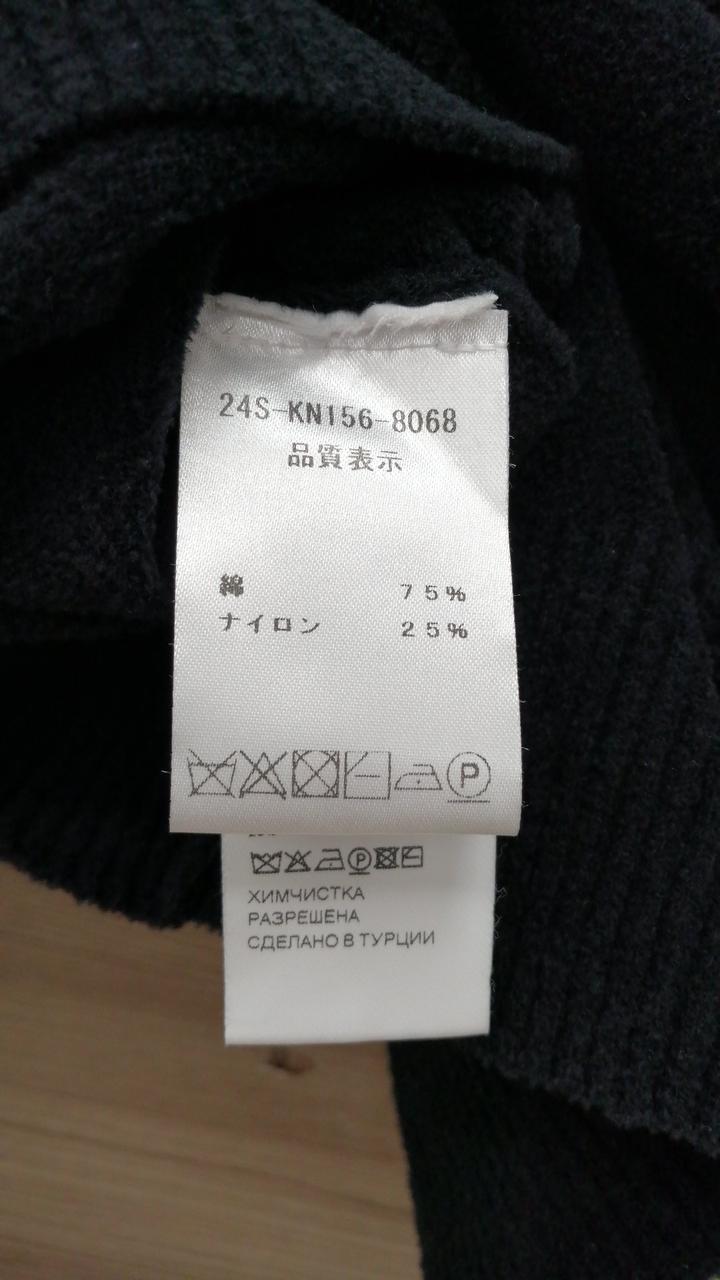 24S-KN156-8068
品質表示
綿 75%
ナイロン 25%
P
P
ХИМЧИСТКА
РАЗРЕШЕНА
СДЕЛАНО В ТУРЦИИ